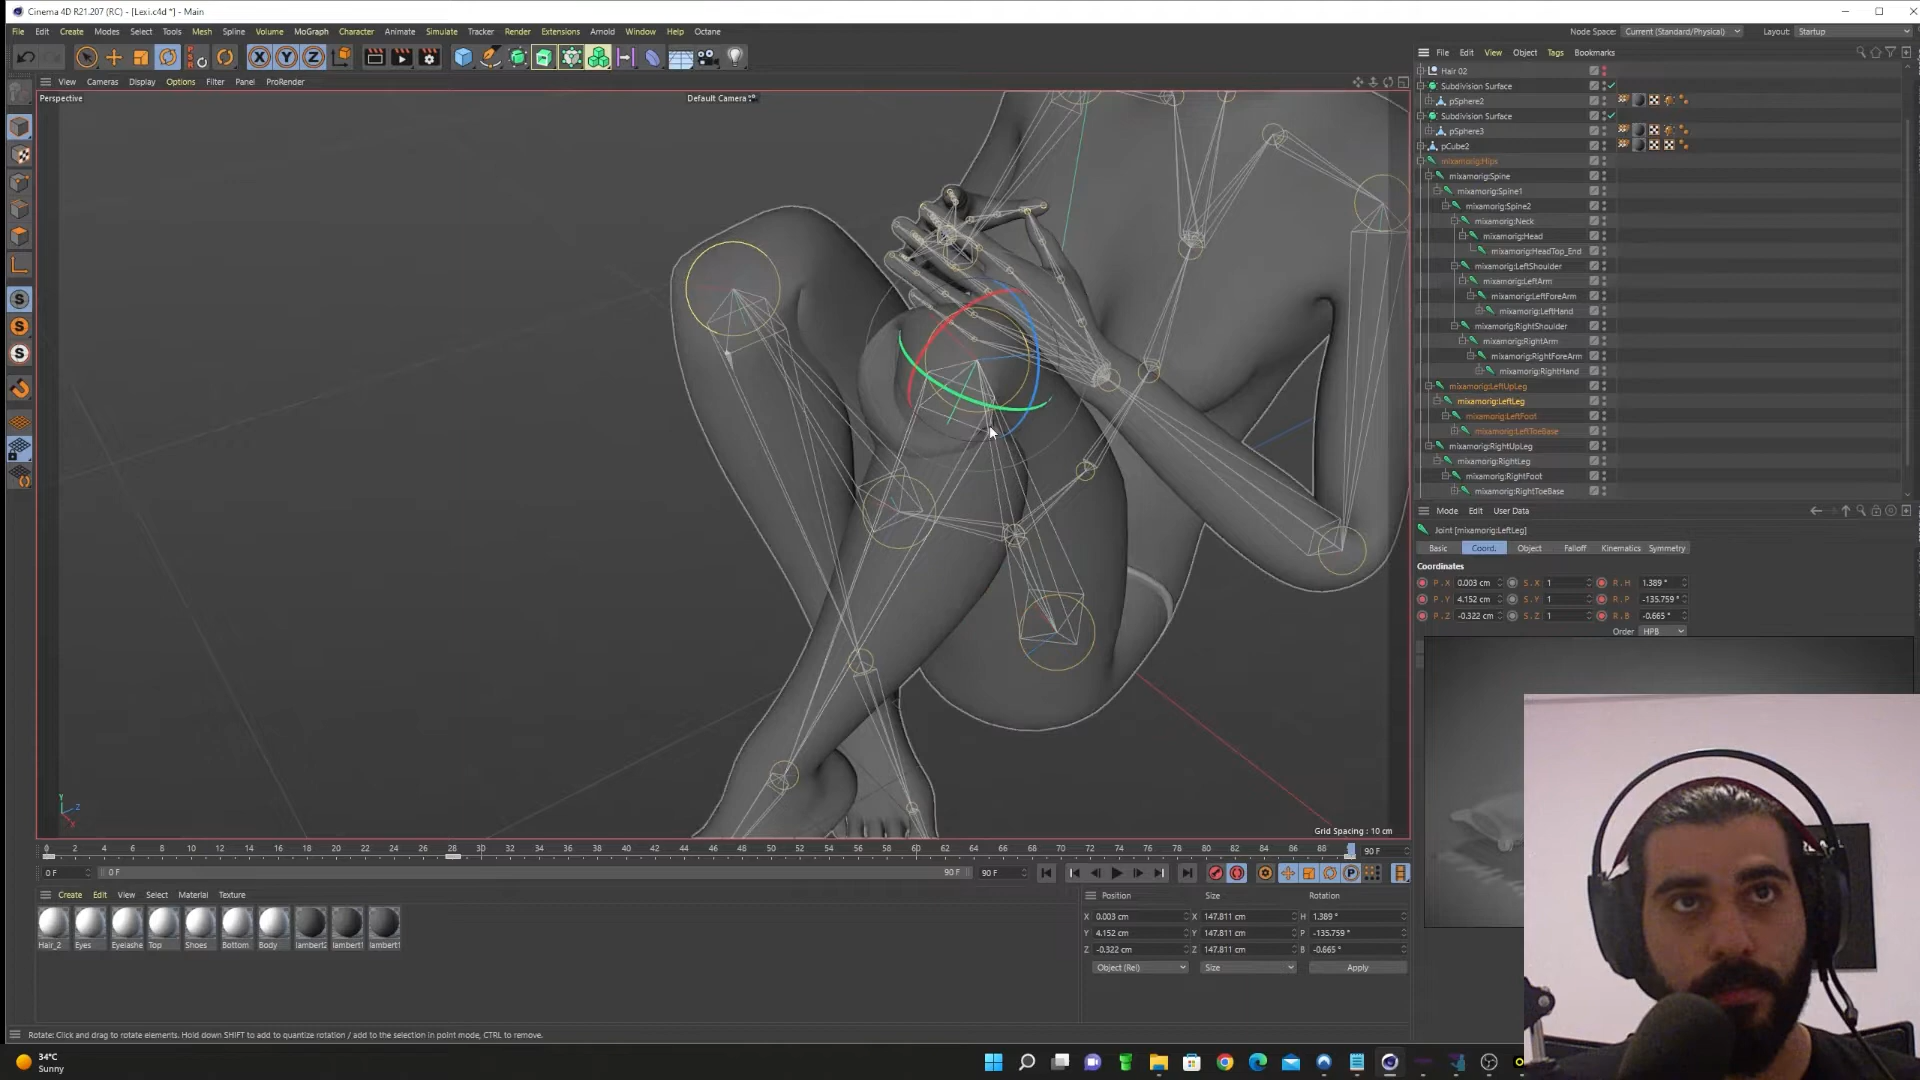 Cinema 4D R21.207 (RC) - [Lexi.c4d *] - Main
File Edit Create Modes Select Tools Mesh Spline Volume MoGraph Character Animate Simulate Tracker Render Extensions Arnold Window Help Octane
Node Space: Current (Standard/Physical) Layout: Startup
X Y Z
File Edit View Object Tags Bookmarks
View Cameras Display Options Filter Panel ProRender
Perspective
Default Camera
Hair 02
Subdivision Surface
pSphere2
Subdivision Surface
pSphere3
pCube2
mixamorig:Hips
mixamorig:Spine
mixamorig:Spine1
mixamorig:Spine2
mixamorig:Neck
mixamorig:Head
mixamorig:HeadTop_End
mixamorig:LeftShoulder
mixamorig:LeftArm
mixamorig:LeftForeArm
mixamorig:LeftHand
mixamorig:RightShoulder
mixamorig:RightArm
mixamorig:RightForeArm
mixamorig:RightHand
mixamorig:LeftUpLeg
mixamorig:LeftLeg
mixamorig:LeftFoot
mixamorig:LeftToeBase
mixamorig:RightUpLeg
mixamorig:RightLeg
mixamorig:RightFoot
mixamorig:RightToeBase
Mode Edit User Data
Joint [mixamorig:LeftLeg]
Basic Coord. Object Falloff Kinematics Symmetry
Coordinates
P . X 0.003 cm S . X 1 R . H 1.389 °
P . Y 4.152 cm S . Y 1 R . P -135.759 °
P . Z -0.322 cm S . Z 1 R . B -0.665 °
Order HPB
Y
Z
X
Grid Spacing : 10 cm
0 2 4 6 8 10 12 14 16 18 20 22 24 26 28 30 32 34 36 38 40 42 44 46 48 50 52 54 56 58 60 62 64 66 68 70 72 74 76 78 80 82 84 86 88 90 F
0 F 0 F 90 F 90 F
Create Edit View Select Material Texture
Hair_2 Eyes Eyelashe Top Shoes Bottom Body lambert2 lambert1 lambert1
Position Size Rotation
X 0.003 cm X 147.811 cm H 1.389 °
Y 4.152 cm Y 147.811 cm P -135.759 °
Z -0.322 cm Z 147.811 cm B -0.665 °
Object (Rel) Size Apply
Rotate: Click and drag to rotate elements. Hold down SHIFT to add to quantize rotation / add to the selection in point mode, CTRL to remove.
34°C
Sunny